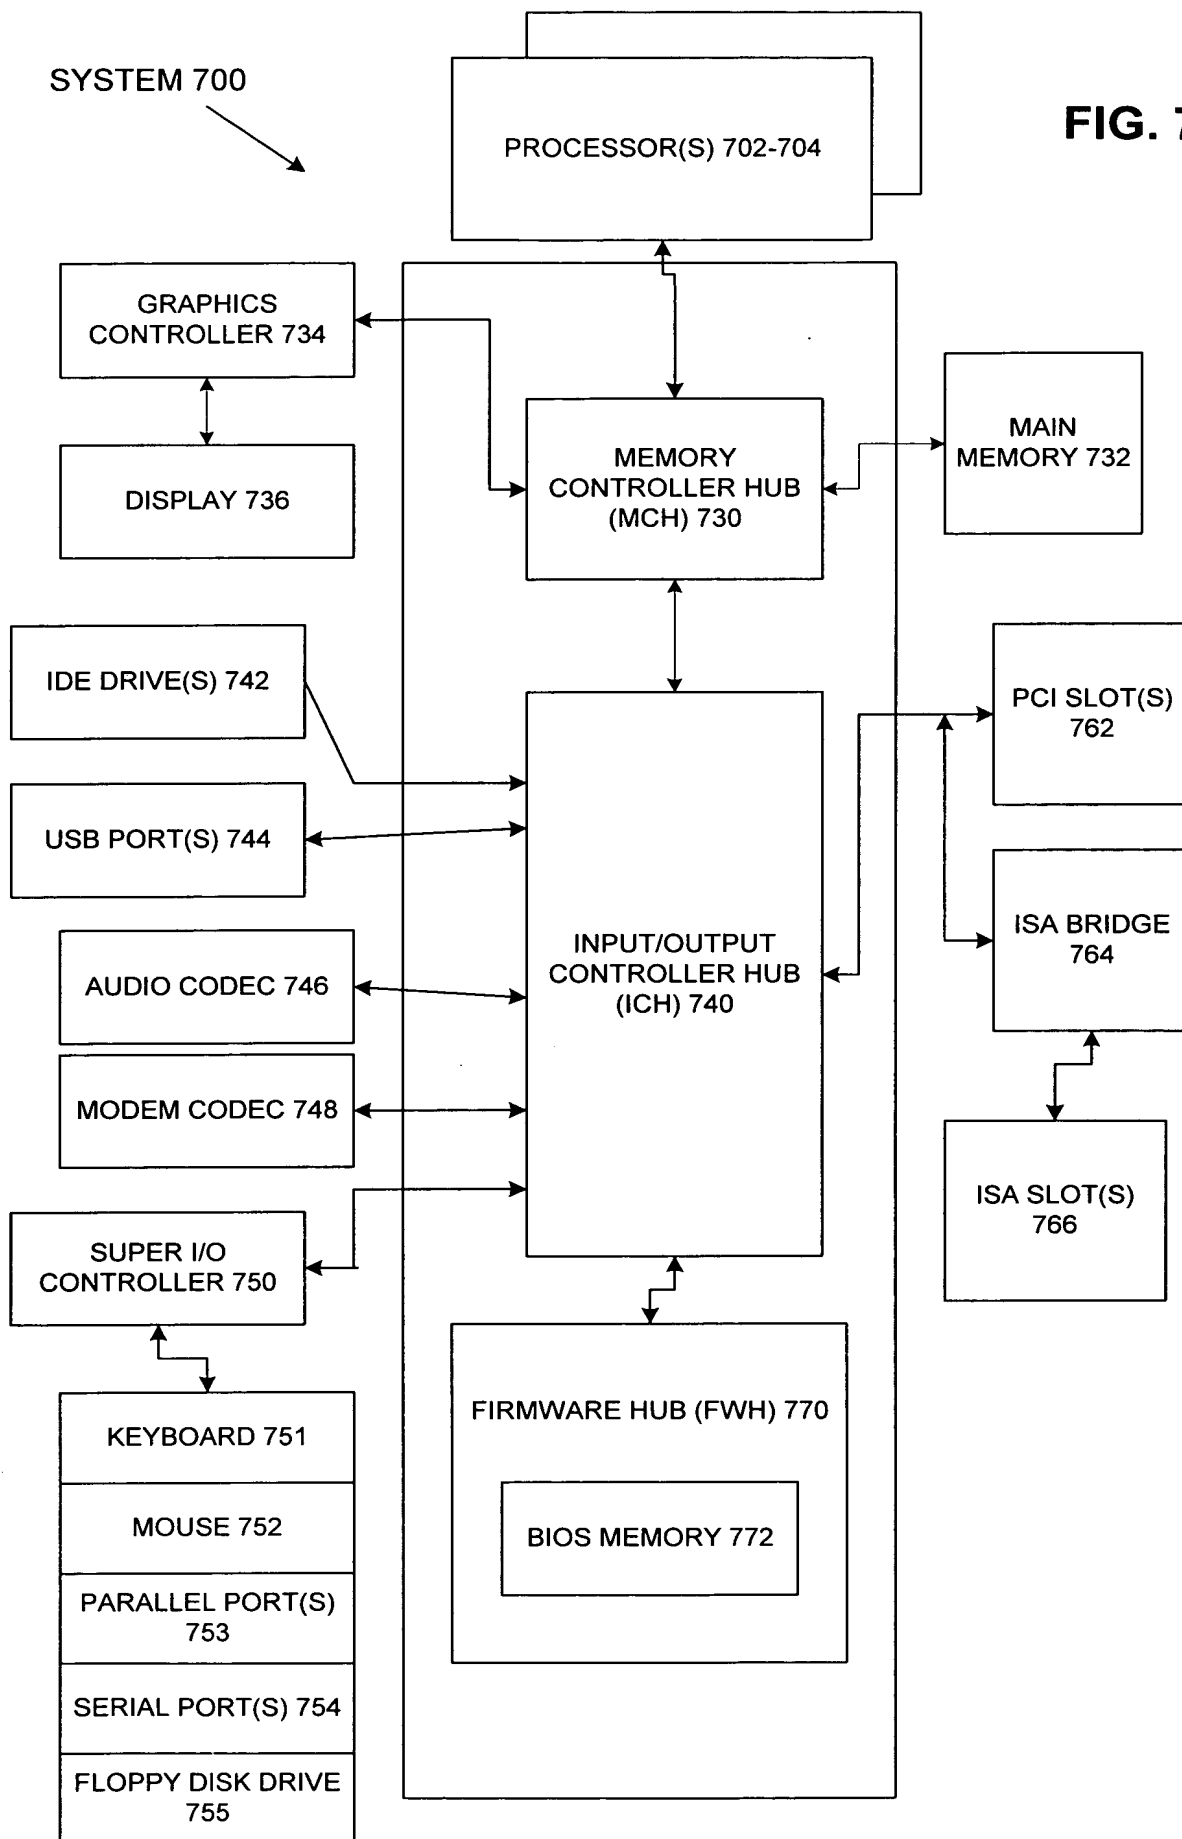 SYSTEM 700
FIG. 7
PROCESSOR(S) 702-704
GRAPHICS
CONTROLLER 734
DISPLAY 736
MEMORY
CONTROLLER HUB
(MCH) 730
MAIN
MEMORY 732
IDE DRIVE(S) 742
USB PORT(S) 744
AUDIO CODEC 746
MODEM CODEC 748
SUPER I/O
CONTROLLER 750
INPUT/OUTPUT
CONTROLLER HUB
(ICH) 740
PCI SLOT(S)
762
ISA BRIDGE
764
ISA SLOT(S)
766
KEYBOARD 751
MOUSE 752
PARALLEL PORT(S)
753
SERIAL PORT(S) 754
FLOPPY DISK DRIVE
755
FIRMWARE HUB (FWH) 770
BIOS MEMORY 772